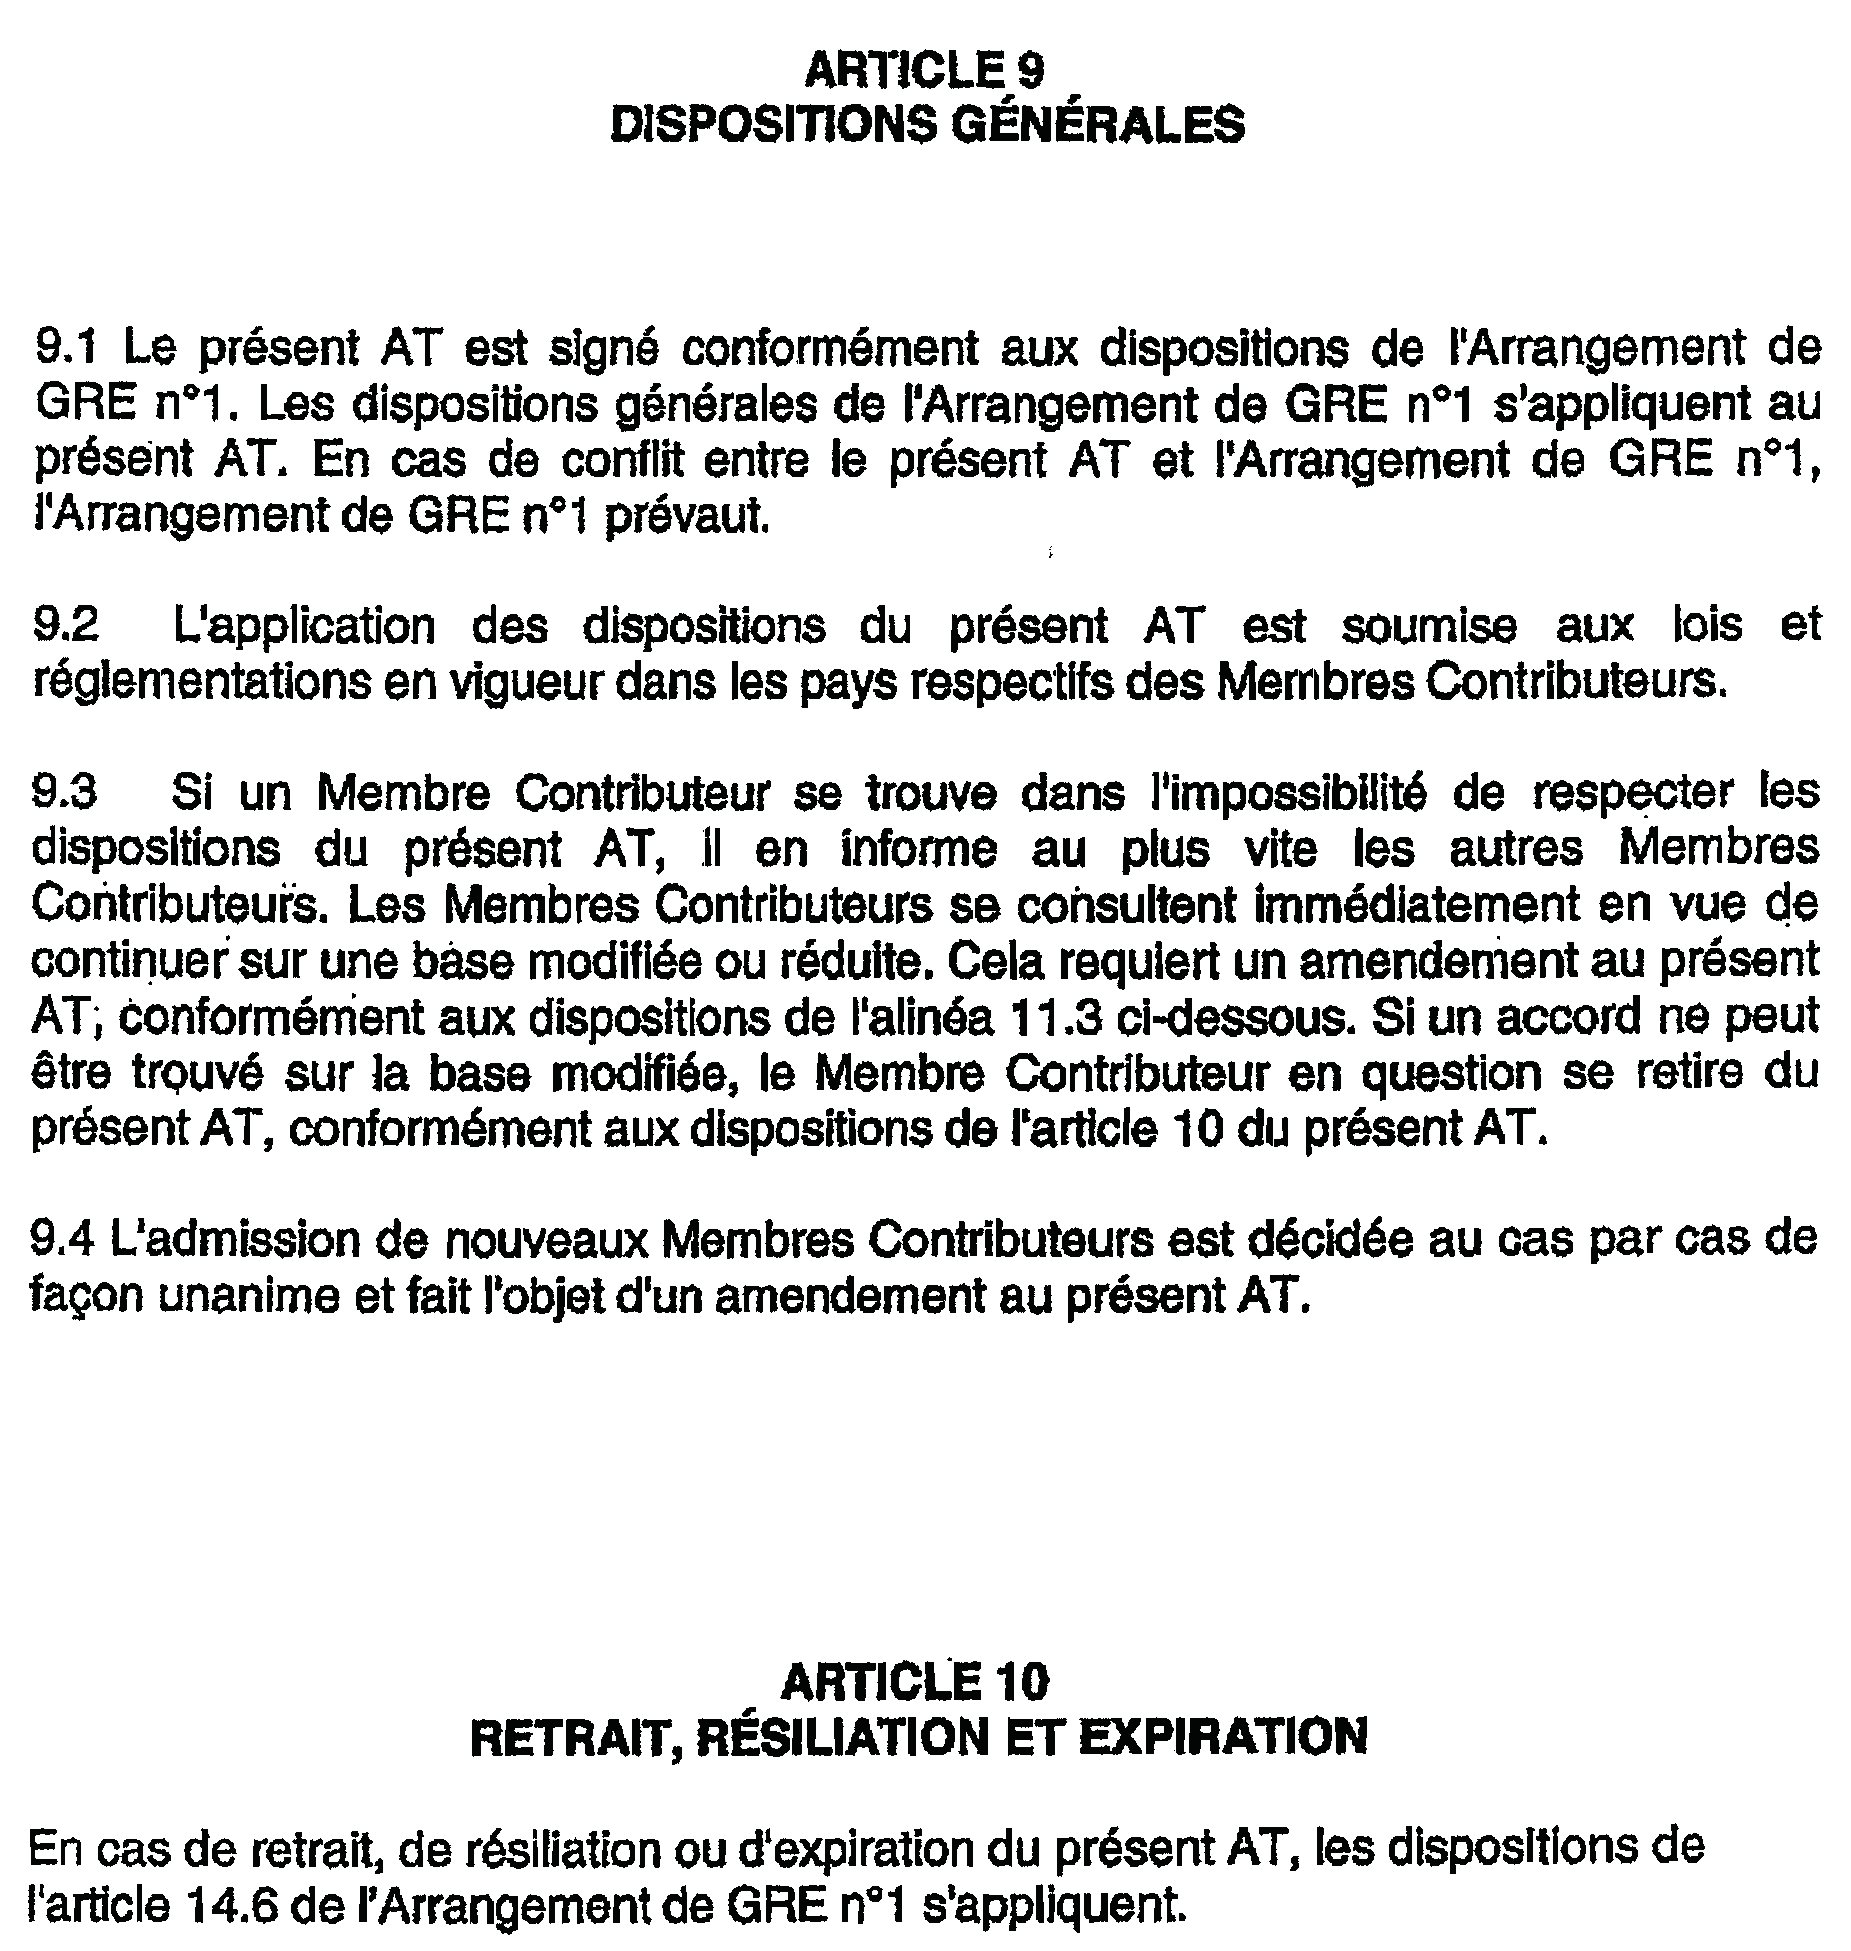 ARTICLE 9
DISPOSITIONS GÉNÉRALES
9.1 Le présent AT est signé conformément aux dispositions de l'Arrangement de
GRE n°1. Les dispositions générales de l'Arrangement de GRE n°1 s'appliquent au
présent AT. En cas de conflit entre le présent AT et l'Arrangement de GRE n°1,
l'Arrangement de GRE n°1 prévaut.
9.2 L'application des dispositions du présent AT est soumise aux lois et
réglementations en vigueur dans les pays respectifs des Membres Contributeurs.
9.3 Si un Membre Contributeur se trouve dans l'impossibilité de respecter les
dispositions du présent AT, il en informe au plus vite les autres Membres
Contributeurs. Les Membres Contributeurs se consultent immédiatement en vue de
continuer sur une base modifiée ou réduite. Cela requiert un amendement au présent
AT, conformément aux dispositions de l'alinéa 11.3 ci-dessous. Si un accord ne peut
être trouvé sur la base modifiée, le Membre Contributeur en question se retire du
présent AT, conformément aux dispositions de l'article 10 du présent AT.
9.4 L'admission de nouveaux Membres Contributeurs est décidée au cas par cas de
façon unanime et fait l'objet d'un amendement au présent AT.
ARTICLE 10
RETRAIT, RÉSILIATION ET EXPIRATION
En cas de retrait, de résiliation ou d'expiration du présent AT, les dispositions de
l'article 14.6 de l'Arrangement de GRE n°1 s'appliquent.